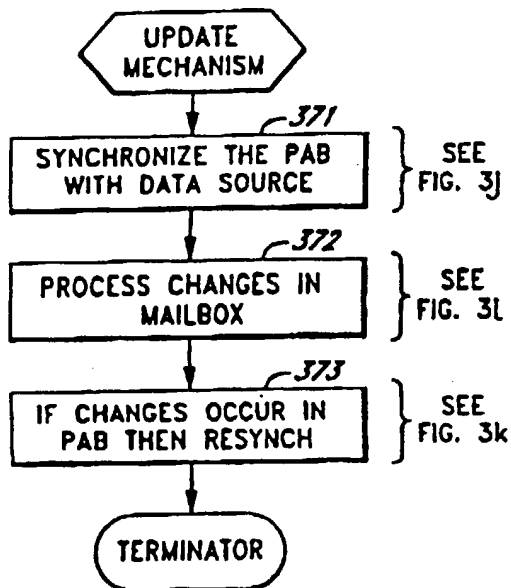 UPDATE
MECHANISM
371
SYNCHRONIZE THE PAB
WITH DATA SOURCE
SEE
FIG. 3j
372
PROCESS CHANGES IN
MAILBOX
SEE
FIG. 3l
373
IF CHANGES OCCUR IN
PAB THEN RESYNCH
SEE
FIG. 3k
TERMINATOR